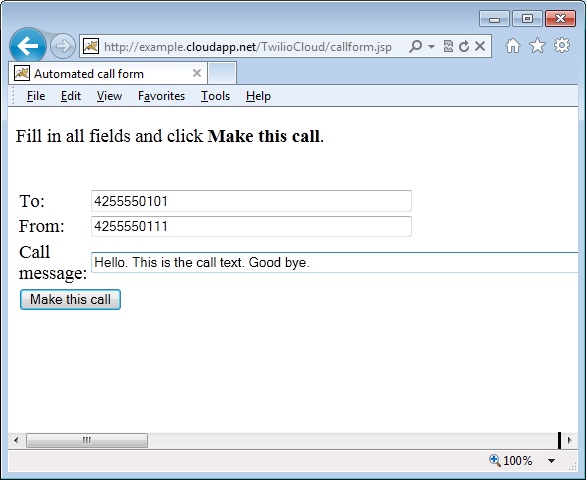 http://example.cloudapp.net/TwilioCloud/callform.jsp
Automated call form
File Edit View Favorites Tools Help
Fill in all fields and click Make this call.
To: 4255550101
From: 4255550111
Call message: Hello. This is the call text. Good bye.
Make this call
100%